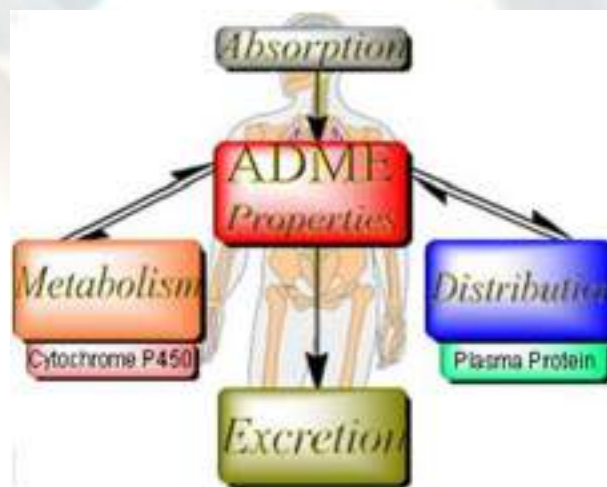 Absorption
ADME
Properties
Metabolism
Distribution
Cytochrome P450
Plasma Protein
Excretion